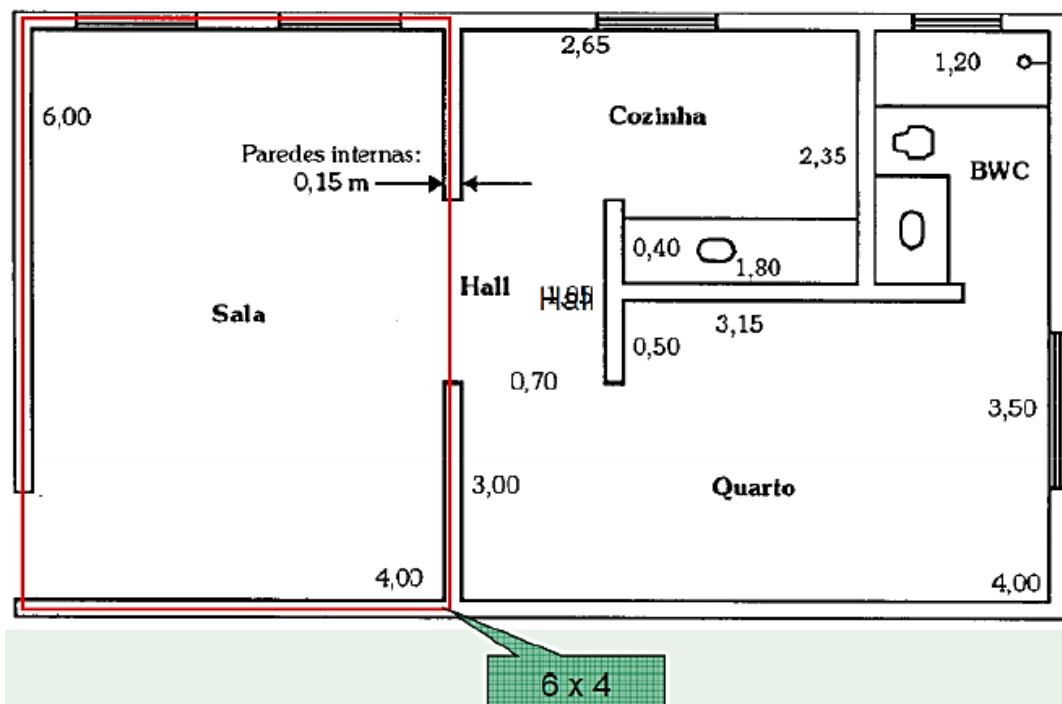 2,65
1,20
6,00
Cozinha
Paredes internas:
0,15 m
2,35
BWC
0,40
1,80
Hall
Hall
Sala
3,15
0,50
0,70
3,50
3,00
Quarto
4,00
4,00
6 x 4